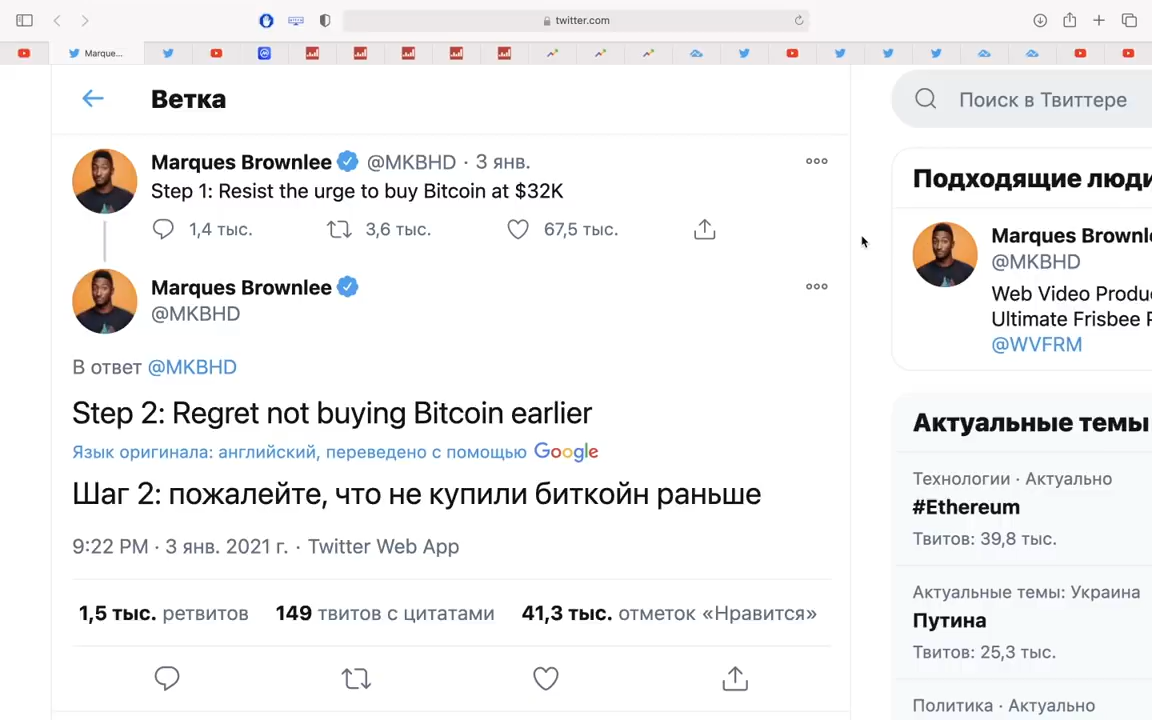 twitter.com
Marque...
Ветка
Поиск в Твиттере
Marques Brownlee @MKBHD · 3 янв.
Step 1: Resist the urge to buy Bitcoin at $32K
1,4 тыс. 3,6 тыс. 67,5 тыс.
Marques Brownlee
@MKBHD
В ответ @MKBHD
Step 2: Regret not buying Bitcoin earlier
Язык оригинала: английский, переведено с помощью Google
Шаг 2: пожалейте, что не купили биткойн раньше
9:22 PM · 3 янв. 2021 г. · Twitter Web App
1,5 тыс. ретвитов 149 твитов с цитатами 41,3 тыс. отметок «Нравится»
Подходящие люди
Marques Brownle
@MKBHD
Web Video Produc
Ultimate Frisbee P
@WVFRM
Актуальные темы
Технологии · Актуально
#Ethereum
Твитов: 39,8 тыс.
Актуальные темы: Украина
Путина
Твитов: 25,3 тыс.
Политика · Актуально